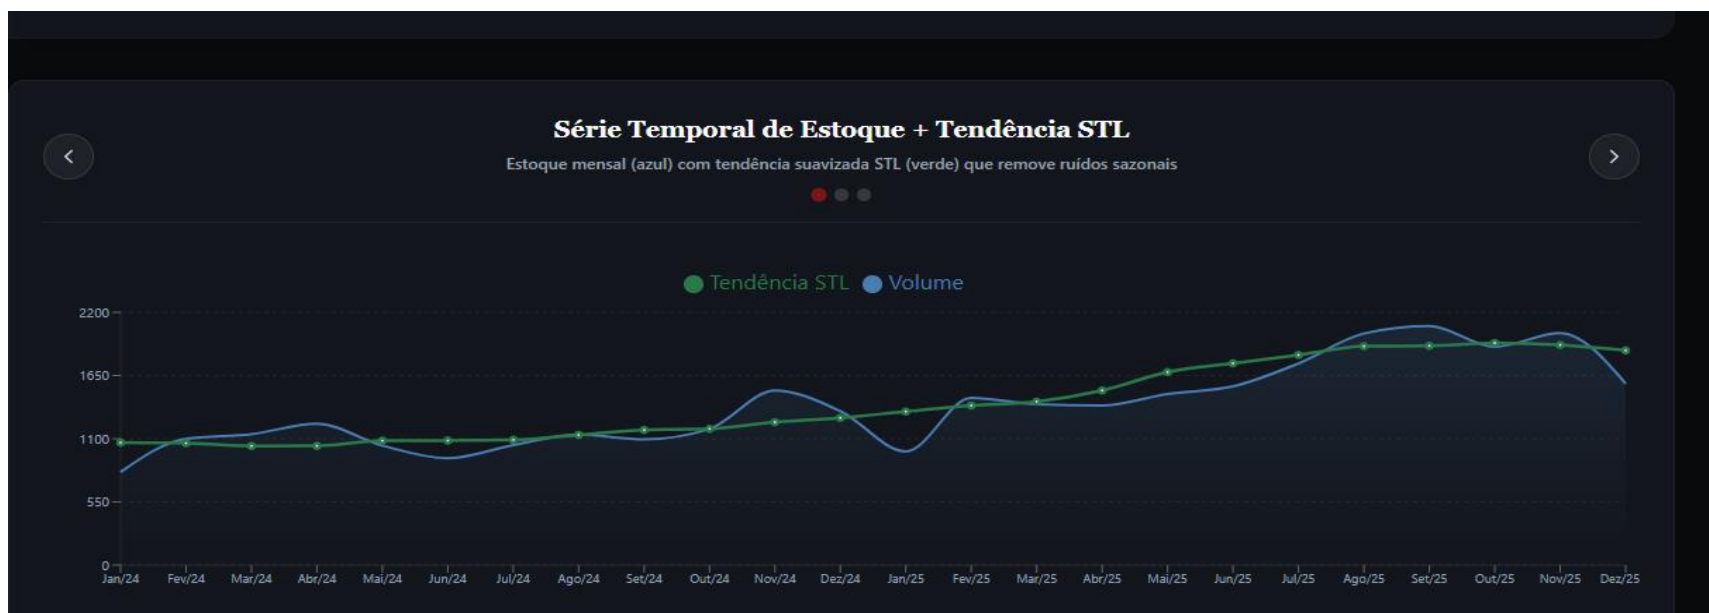 Série Temporal de Estoque + Tendência STL
Estoque mensal (azul) com tendência suavizada STL (verde) que remove ruídos sazonais
Tendência STL Volume
2200
1650
1100
550
0
Jan/24 Fev/24 Mar/24 Abr/24 Mai/24 Jun/24 Jul/24 Ago/24 Set/24 Out/24 Nov/24 Dez/24 Jan/25 Fev/25 Mar/25 Abr/25 Mai/25 Jun/25 Jul/25 Ago/25 Set/25 Out/25 Nov/25 Dez/25